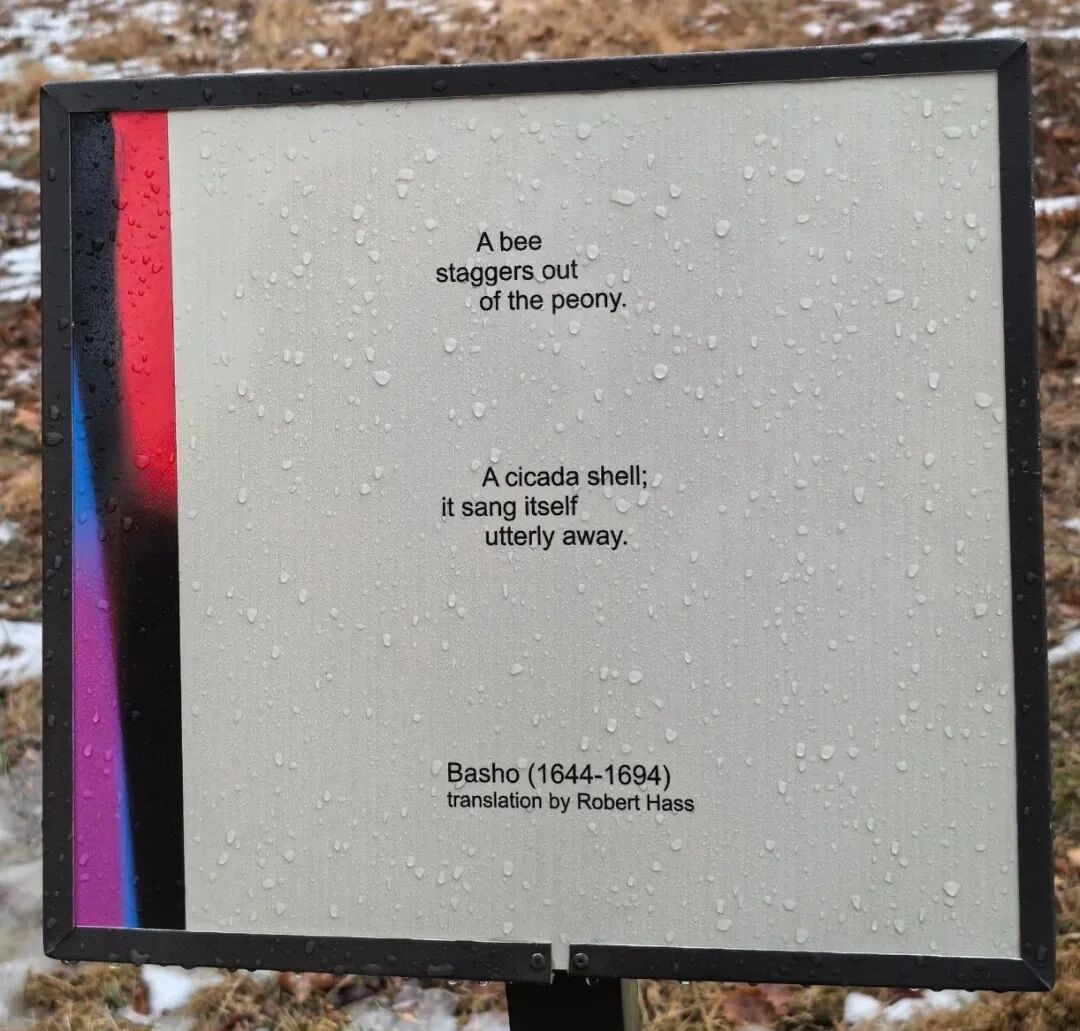 A bee
staggers out
of the peony.
A cicada shell;
it sang itself
utterly away.
Basho (1644-1694)
translation by Robert Hass